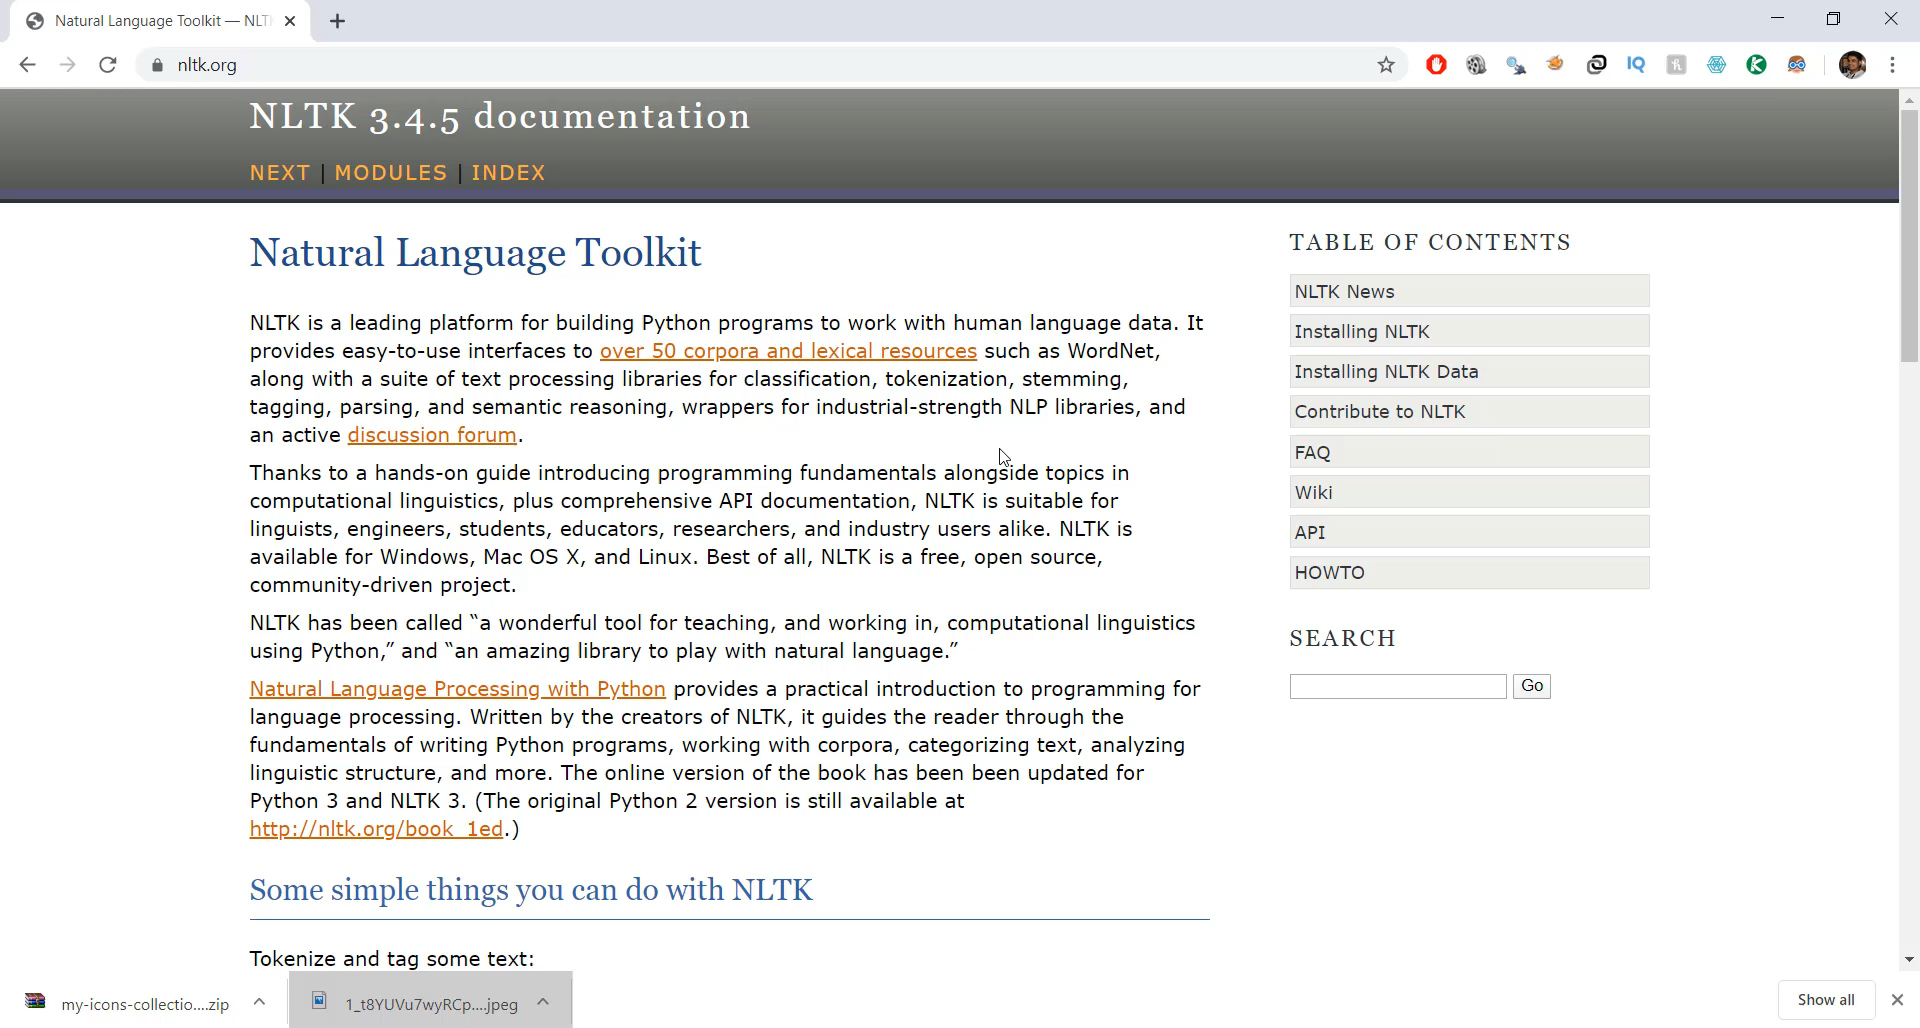 Natural Language Toolkit — NLT
nltk.org
IQ
NLTK 3.4.5 documentation
NEXT | MODULES | INDEX
Natural Language Toolkit
NLTK is a leading platform for building Python programs to work with human language data. It
provides easy-to-use interfaces to over 50 corpora and lexical resources such as WordNet,
along with a suite of text processing libraries for classification, tokenization, stemming,
tagging, parsing, and semantic reasoning, wrappers for industrial-strength NLP libraries, and
an active discussion forum.
Thanks to a hands-on guide introducing programming fundamentals alongside topics in
computational linguistics, plus comprehensive API documentation, NLTK is suitable for
linguists, engineers, students, educators, researchers, and industry users alike. NLTK is
available for Windows, Mac OS X, and Linux. Best of all, NLTK is a free, open source,
community-driven project.
NLTK has been called “a wonderful tool for teaching, and working in, computational linguistics
using Python,” and “an amazing library to play with natural language.”
Natural Language Processing with Python provides a practical introduction to programming for
language processing. Written by the creators of NLTK, it guides the reader through the
fundamentals of writing Python programs, working with corpora, categorizing text, analyzing
linguistic structure, and more. The online version of the book has been been updated for
Python 3 and NLTK 3. (The original Python 2 version is still available at
http://nltk.org/book_1ed.)
Some simple things you can do with NLTK
Tokenize and tag some text:
TABLE OF CONTENTS
NLTK News
Installing NLTK
Installing NLTK Data
Contribute to NLTK
FAQ
Wiki
API
HOWTO
SEARCH
Go
my-icons-collectio....zip
1_t8YUVu7wyRCp....jpeg
Show all